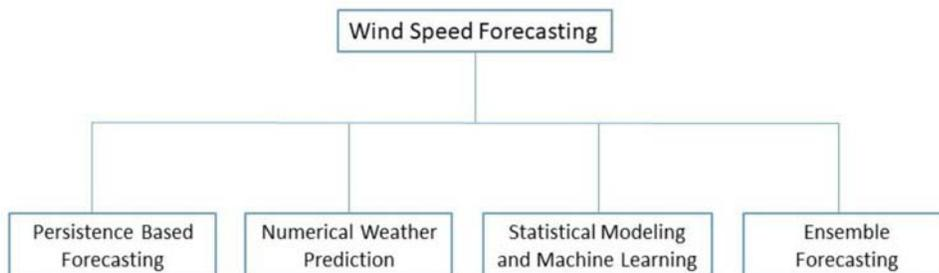 Wind Speed Forecasting
Persistence Based
Forecasting
Numerical Weather
Prediction
Statistical Modeling
and Machine Learning
Ensemble
Forecasting